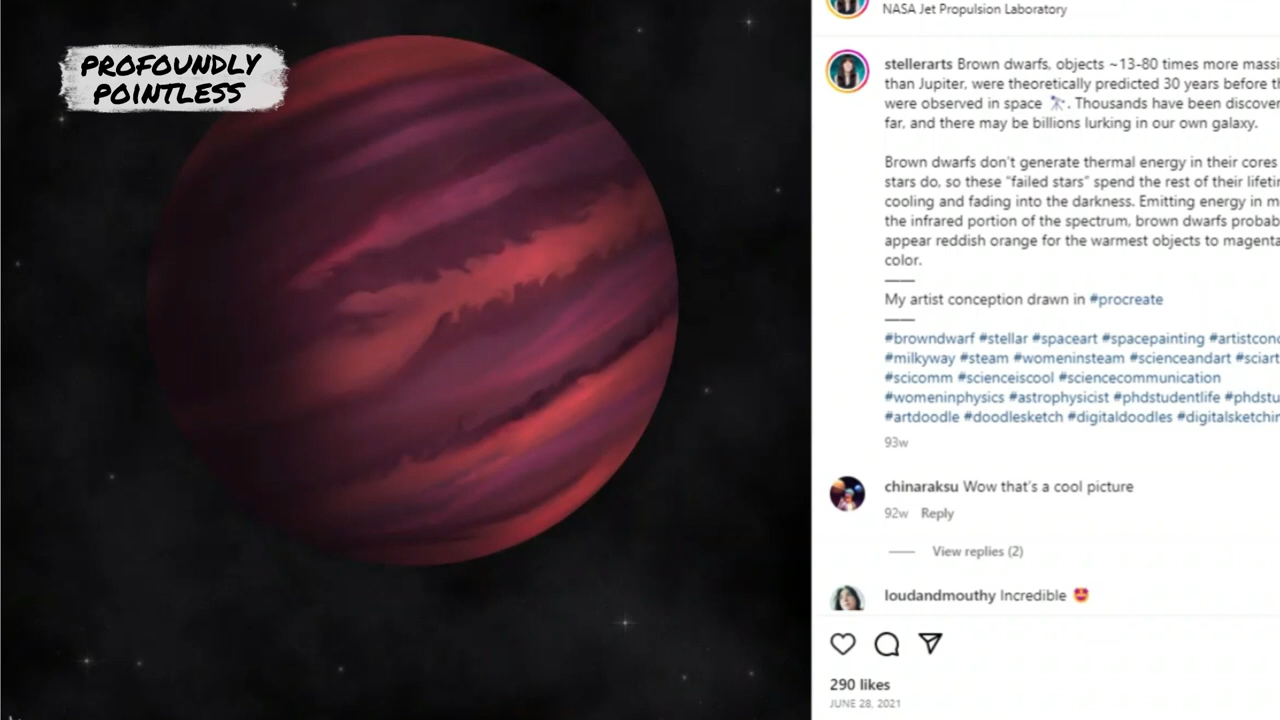 PROFOUNDLY
POINTLESS
NASA Jet Propulsion Laboratory
stellerarts Brown dwarfs, objects ~13-80 times more massi
than Jupiter, were theoretically predicted 30 years before th
were observed in space 🔭. Thousands have been discover
far, and there may be billions lurking in our own galaxy.
Brown dwarfs don't generate thermal energy in their cores
stars do, so these "failed stars" spend the rest of their lifetin
cooling and fading into the darkness. Emitting energy in m
the infrared portion of the spectrum, brown dwarfs probab
appear reddish orange for the warmest objects to magenta
color.
——
My artist conception drawn in #procreate
——
#browndwarf #stellar #spaceart #spacepainting #artistconc
#milkyway #steam #womeninsteam #scienceandart #sciart
#scicomm #scienceiscool #sciencecommunication
#womeninphysics #astrophysicist #phdstudentlife #phdstu
#artdoodle #doodlesketch #digitaldoodles #digitalsketchin
93w
chinaraksu Wow that's a cool picture
92w Reply
View replies (2)
loudandmouthy Incredible 🤩
290 likes
JUNE 28, 2021